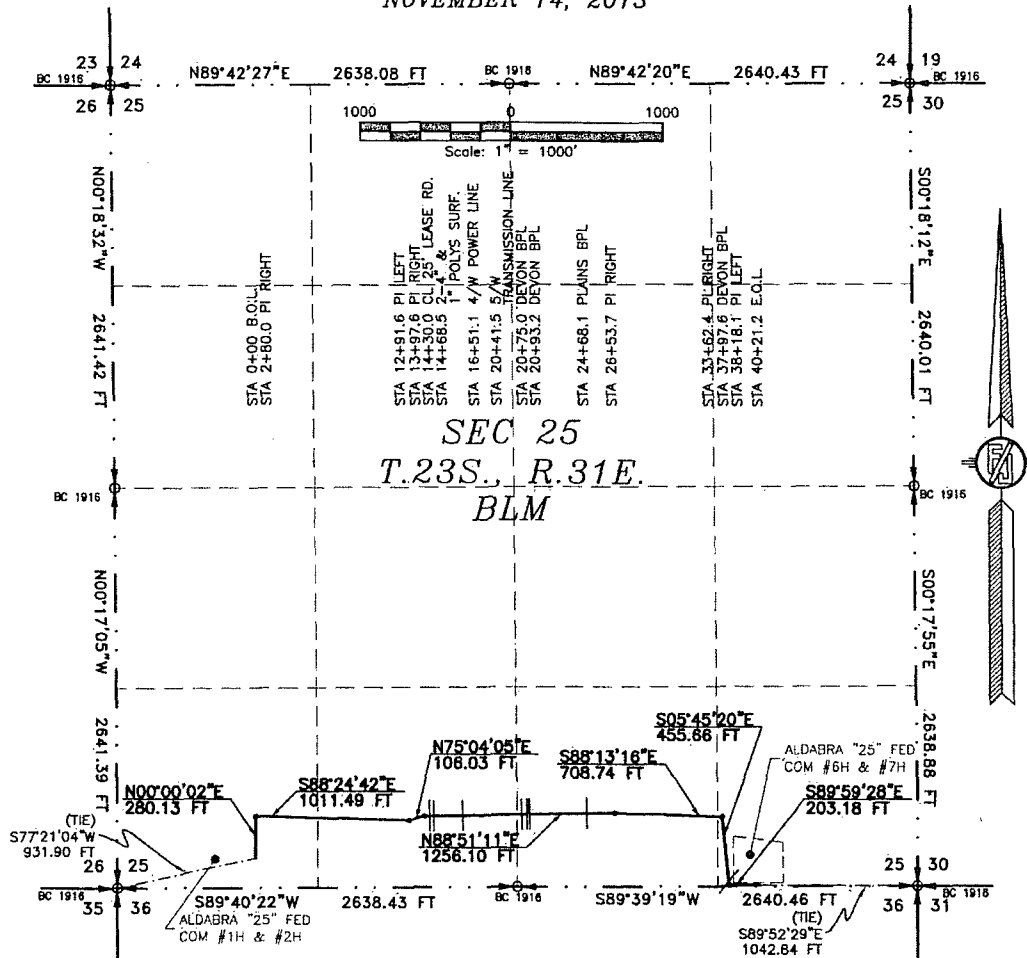 NOVEMBER 14, 2013
23 24
24 19
BC 1916
N89°42'27"E 2638.08 FT
BC 1916
N89°42'20"E 2640.43 FT
BC 1916
26 25
25 30
1000 0 1000
Scale: 1" = 1000'
N00°18'32"W 2641.42 FT
S00°18'12"E 2640.01 FT
STA 0+00 B.O.L.
STA 2+80.0 PI RIGHT
STA 12+91.6 PI LEFT
STA 13+97.6 PI RIGHT
STA 14+30.0 CL 25' LEASE RD.
STA 14+68.5 2-4" &
1" POLYS SURF.
STA 16+51.1 4/W POWER LINE
STA 20+41.5 5/W
TRANSMISSION LINE
STA 20+75.0 DEVON BPL
STA 20+93.2 DEVON BPL
STA 24+68.1 PLAINS BPL
STA 26+53.7 PI RIGHT
STA 33+62.4 PI RIGHT
STA 37+97.6 DEVON BPL
STA 38+18.1 PI LEFT
STA 40+21.2 E.O.L.
SEC 25
T.23S., R.31E.
BLM
BC 1916
BC 1916
N00°17'05"W 2641.39 FT
S00°17'55"E 2638.88 FT
N00°00'02"E
280.13 FT
S88°24'42"E
1011.49 FT
N75°04'05"E
106.03 FT
N88°51'11"E
1256.10 FT
S88°13'16"E
708.74 FT
S05°45'20"E
455.66 FT
ALDABRA "25" FED
COM #6H & #7H
S89°59'28"E
203.18 FT
(TIE)
S77°21'04"W
931.90 FT
26 25
25 30
BC 1916
35 36
S89°40'22"W 2638.43 FT
BC 1916
S89°39'19"W 2640.46 FT
BC 1916
36 31
ALDABRA "25" FED
COM #1H & #2H
(TIE)
S89°52'29"E
1042.84 FT